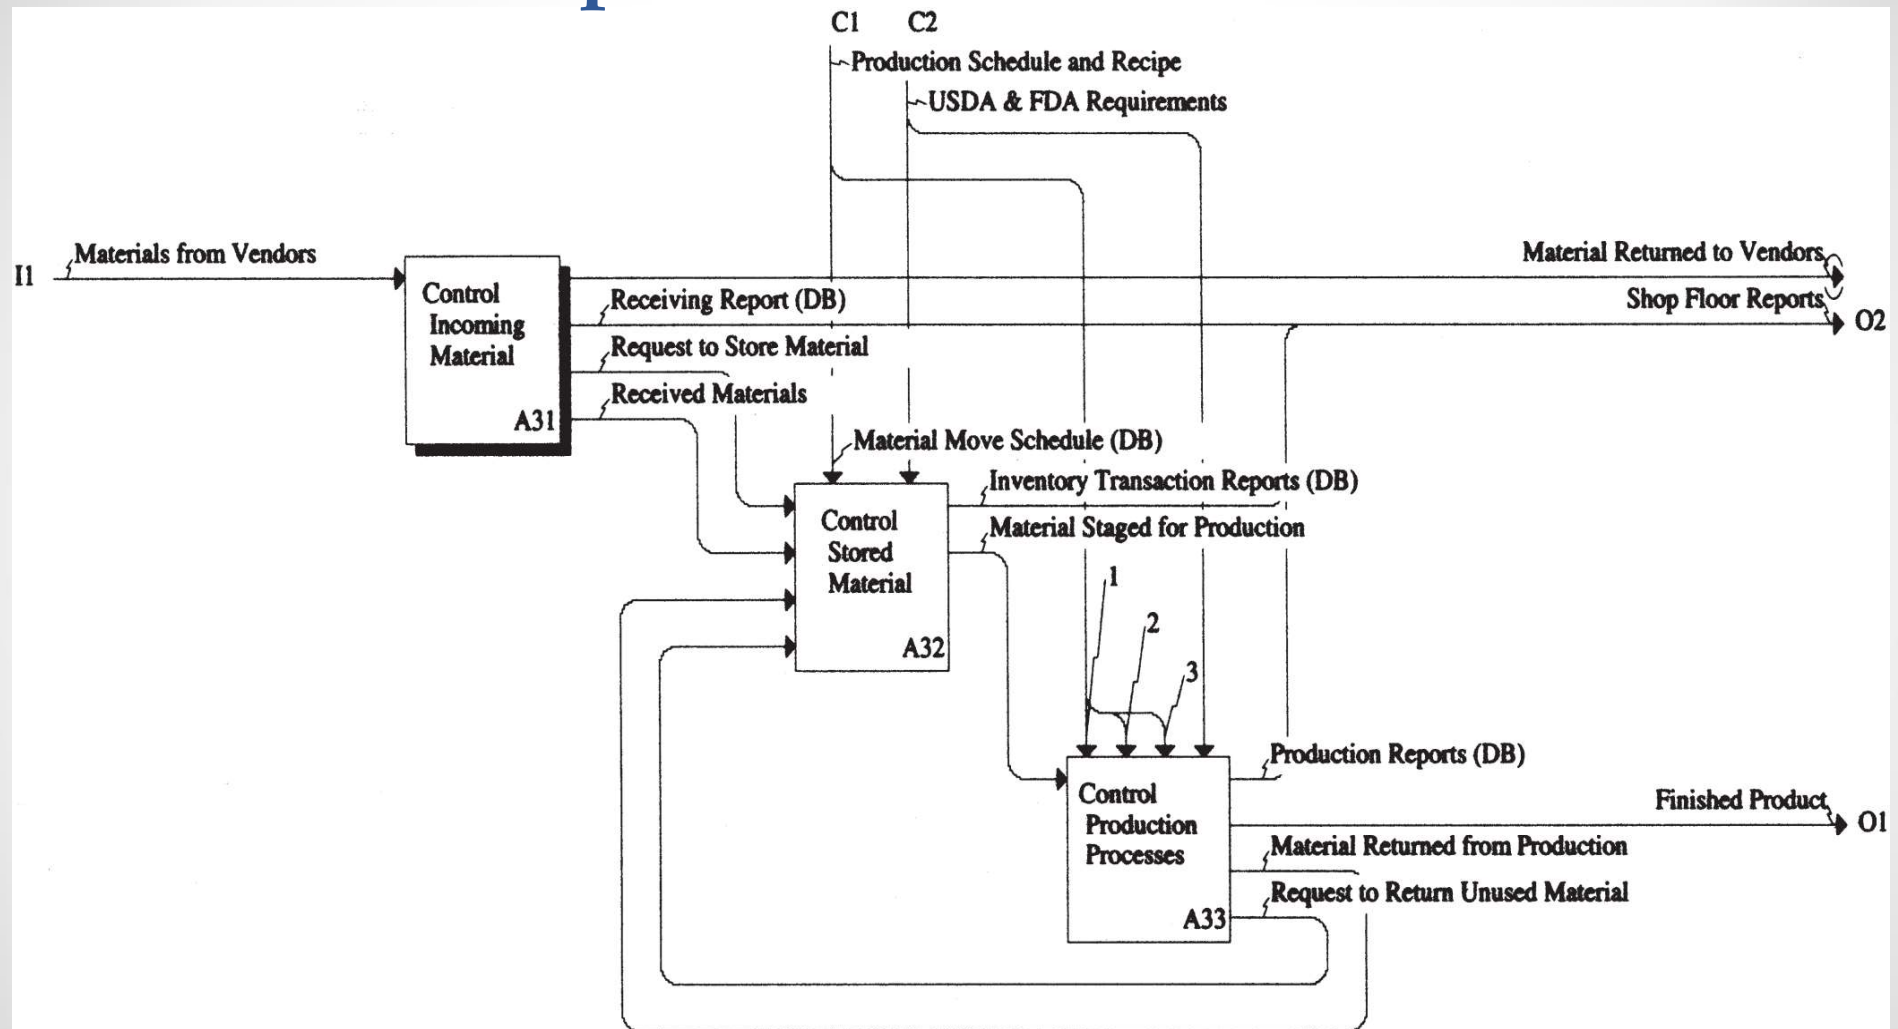 C1 C2
Production Schedule and Recipe
USDA & FDA Requirements
Materials from Vendors
I1
Material Returned to Vendors
Shop Floor Reports
O2
Control
Incoming
Material
A31
Receiving Report (DB)
Request to Store Material
Received Materials
Material Move Schedule (DB)
Inventory Transaction Reports (DB)
Material Staged for Production
Control
Stored
Material
A32
1
2
3
Control
Production
Processes
A33
Production Reports (DB)
Finished Product
O1
Material Returned from Production
Request to Return Unused Material